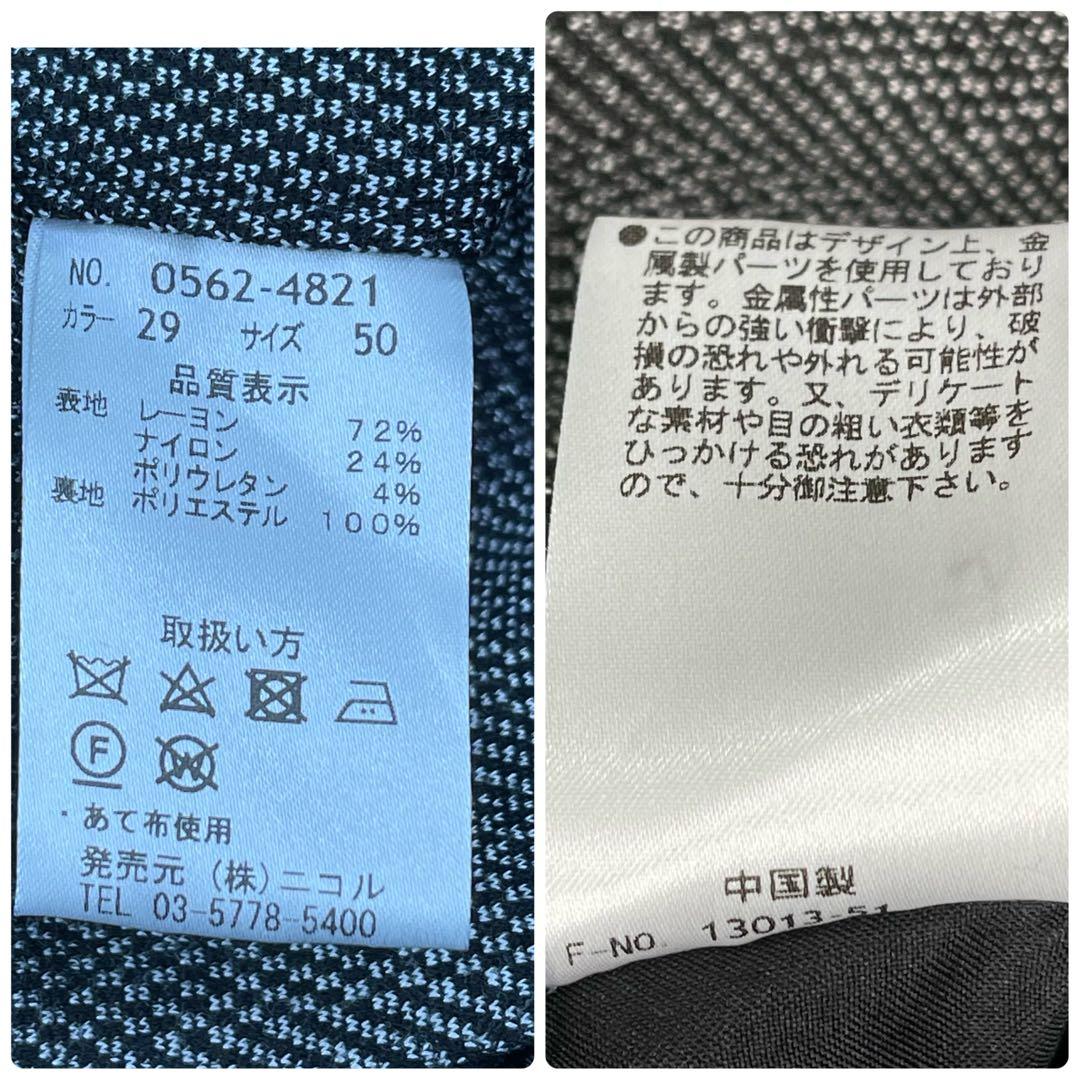 NO. 0562-4821
カラー 29 サイズ 50
品質表示
表地 レーヨン 72%
ナイロン 24%
ポリウレタン 4%
裏地 ポリエステル 100%
取扱い方
F W
・あて布使用
発売元 (株)ニコル
TEL 03-5778-5400
●この商品はデザイン上、金
属製パーツを使用しており
ます。金属性パーツは外部
からの強い衝撃により、破
損の恐れや外れる可能性が
あります。又、デリケート
な素材や目の粗い衣類等を
ひっかける恐れがあります
ので、十分御注意下さい。
中国製
F-NO. 13013-51